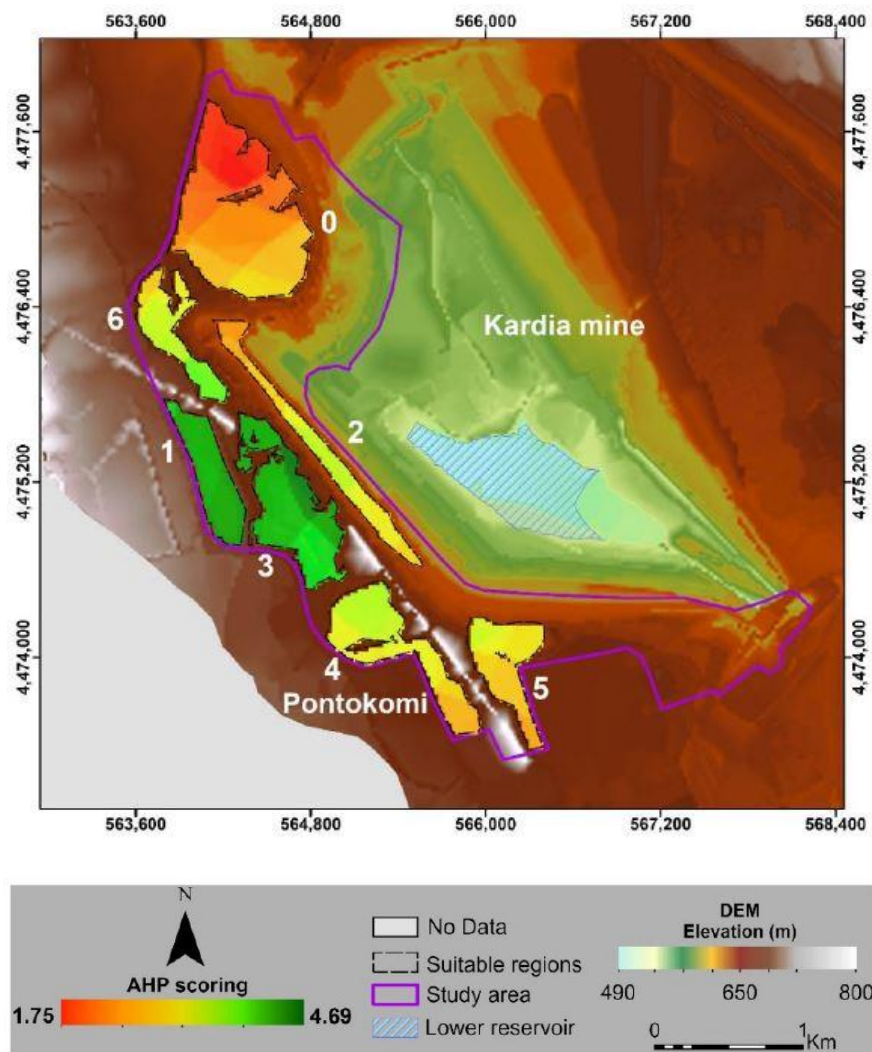 563,600 564,800 566,000 567,200 568,400
4,477,600 4,477,600
0
4,476,400 4,476,400
6
Kardia mine
2
1
4,475,200 4,475,200
3
4,474,000 4,474,000
4
5
Pontokomi
563,600 564,800 566,000 567,200 568,400
N
AHP scoring
1.75 4.69
No Data
Suitable regions
Study area
Lower reservoir
DEM
Elevation (m)
490 650 800
0 1
Km